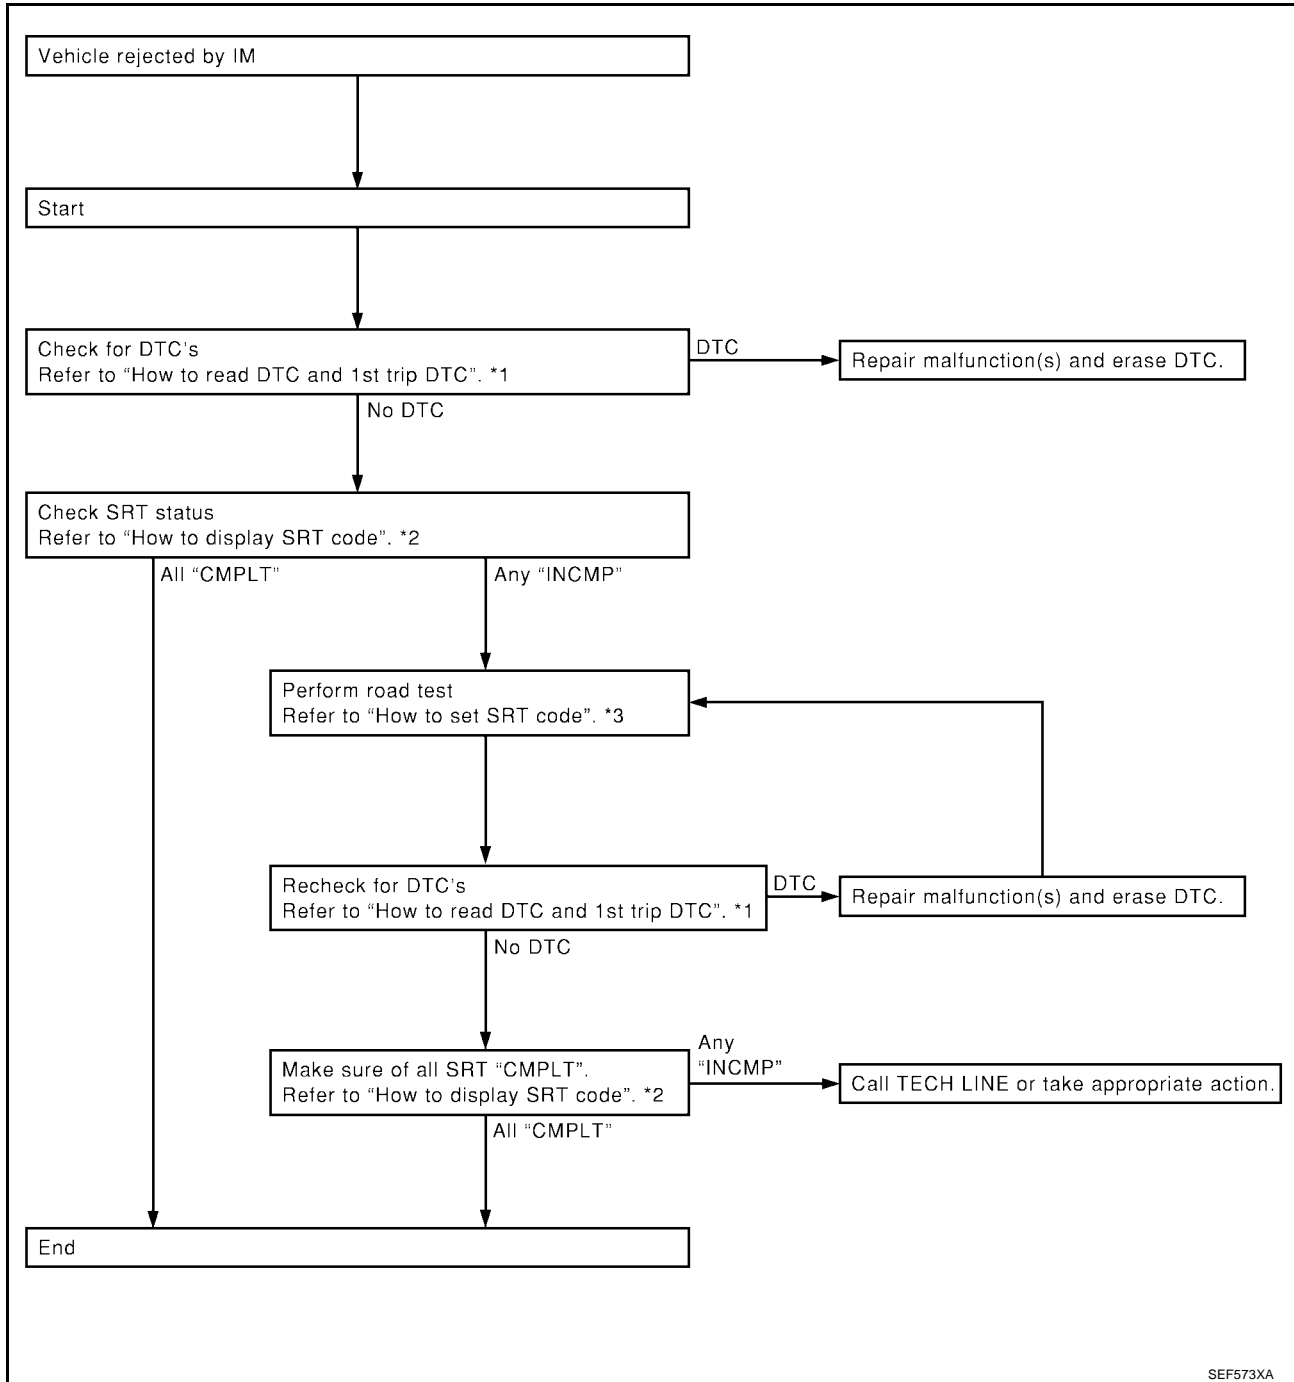 Vehicle rejected by IM
Start
Check for DTC's
Refer to “How to read DTC and 1st trip DTC”. *1
DTC
Repair malfunction(s) and erase DTC.
No DTC
Check SRT status
Refer to “How to display SRT code”. *2
All “CMPLT”
Any “INCMP”
Perform road test
Refer to “How to set SRT code”. *3
Recheck for DTC's
Refer to “How to read DTC and 1st trip DTC”. *1
DTC
Repair malfunction(s) and erase DTC.
No DTC
Make sure of all SRT “CMPLT”.
Refer to “How to display SRT code”. *2
Any
“INCMP”
Call TECH LINE or take appropriate action.
All “CMPLT”
End
SEF573XA